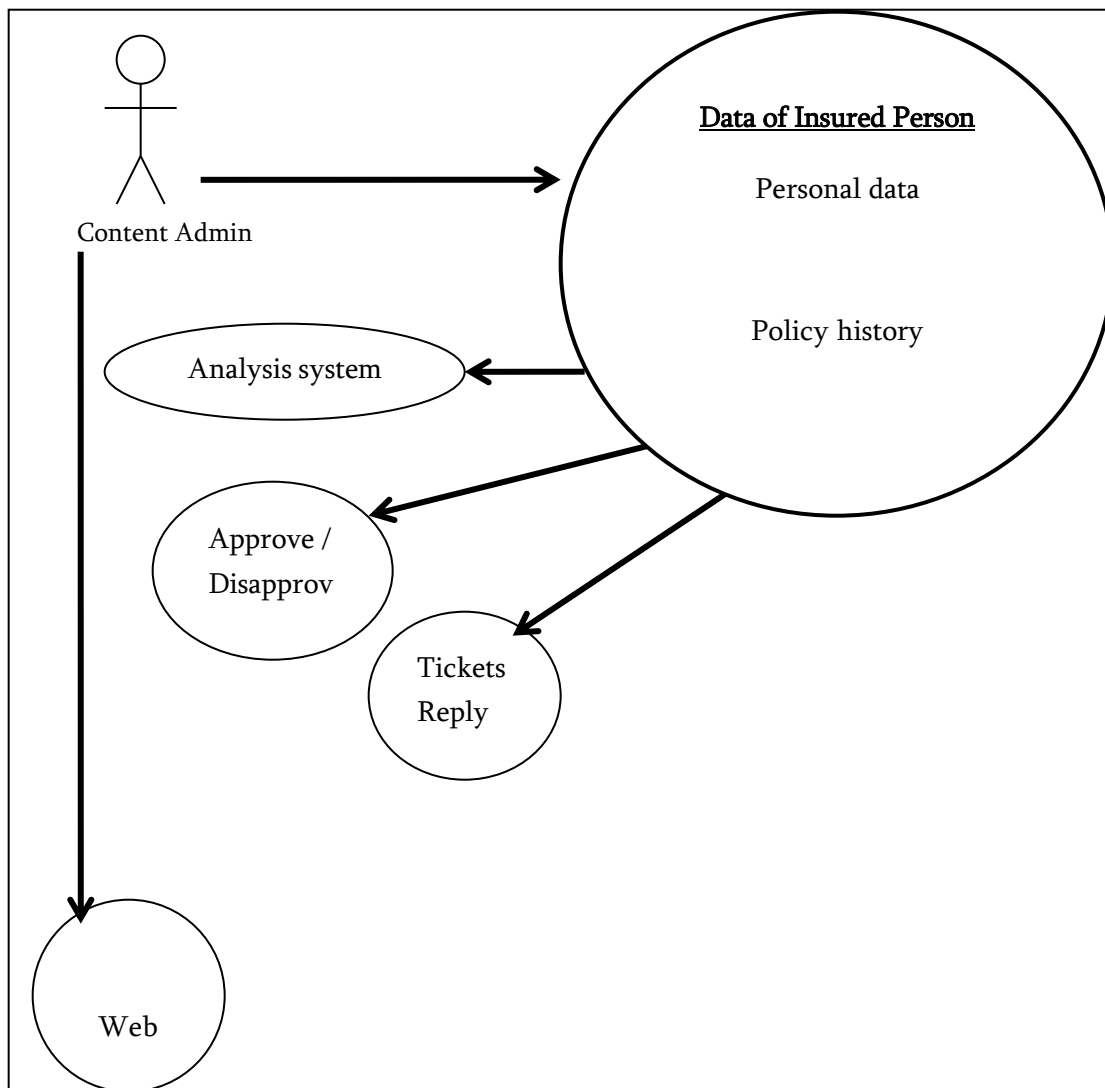 Data of Insured Person
Personal data
Content Admin
Policy history
Analysis system
Approve /
Disapprov
Tickets
Reply
Web